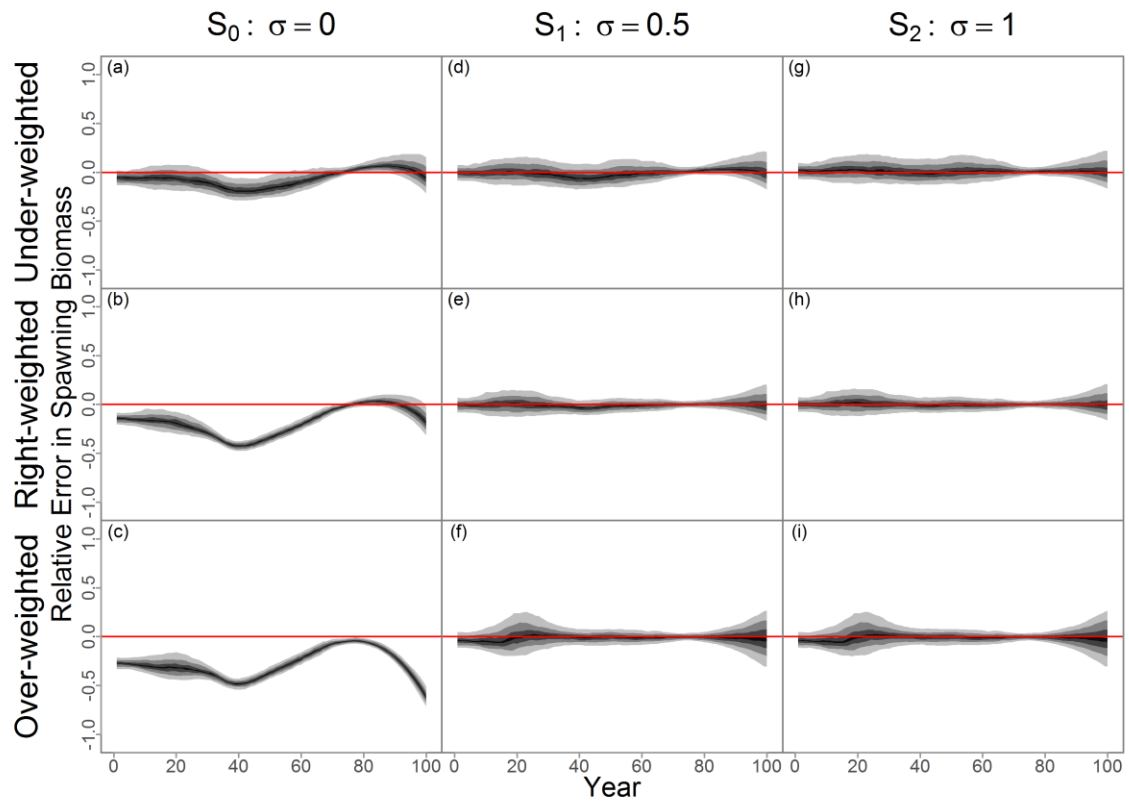 S₀: σ = 0
S₁: σ = 0.5
S₂: σ = 1
Under-weighted
Right-weighted
Over-weighted
Relative Error in Spawning Biomass
(a)
(d)
(g)
1.0
0.5
0.0
-0.5
-1.0
(b)
(e)
(h)
1.0
0.5
0.0
-0.5
-1.0
(c)
(f)
(i)
1.0
0.5
0.0
-0.5
-1.0
0 20 40 60 80 100
0 20 40 60 80 100
0 20 40 60 80 100
Year